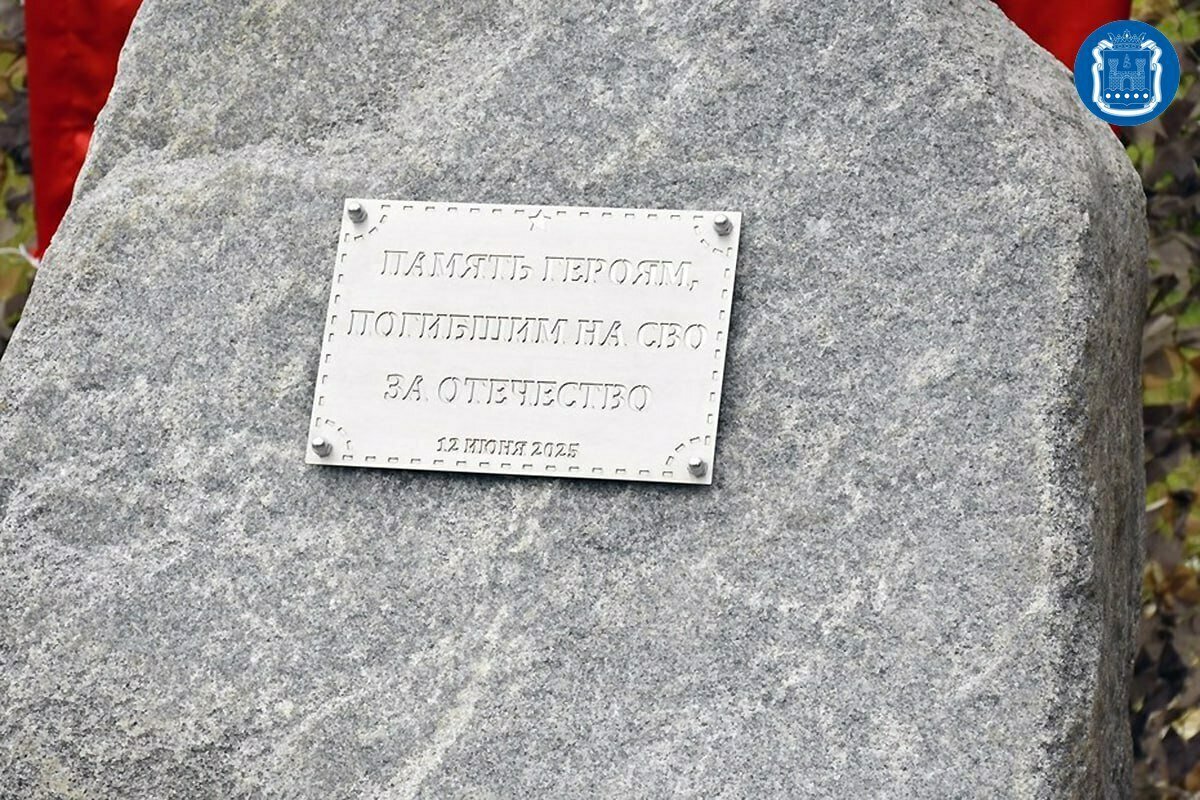 ПАМЯТЬ ГЕРОЯМ,
ПОГИБШИМ НА СВО
ЗА ОТЕЧЕСТВО
12 ИЮНЯ 2025